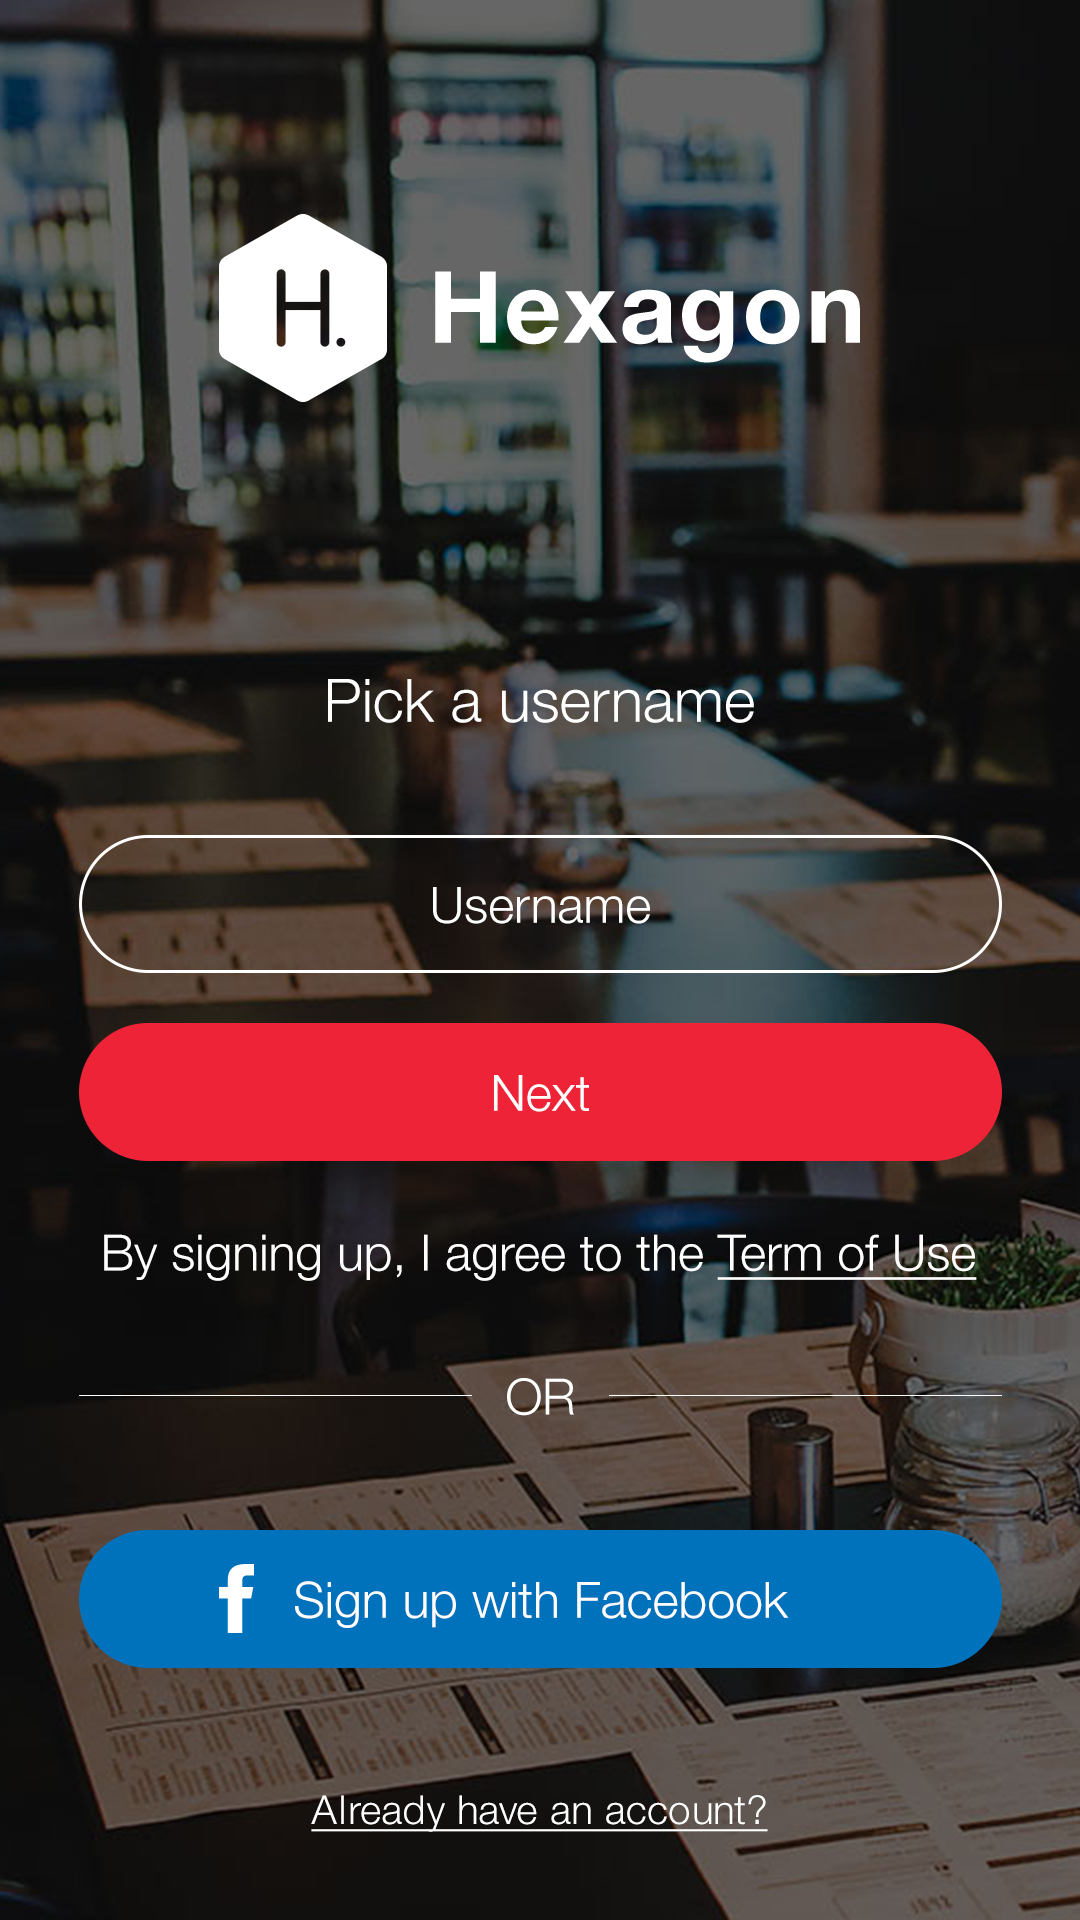 H.
Hexagon
Pick a username
Username
Next
By signing up, I agree to the Term of Use
OR
f
Sign up with Facebook
Already have an account?